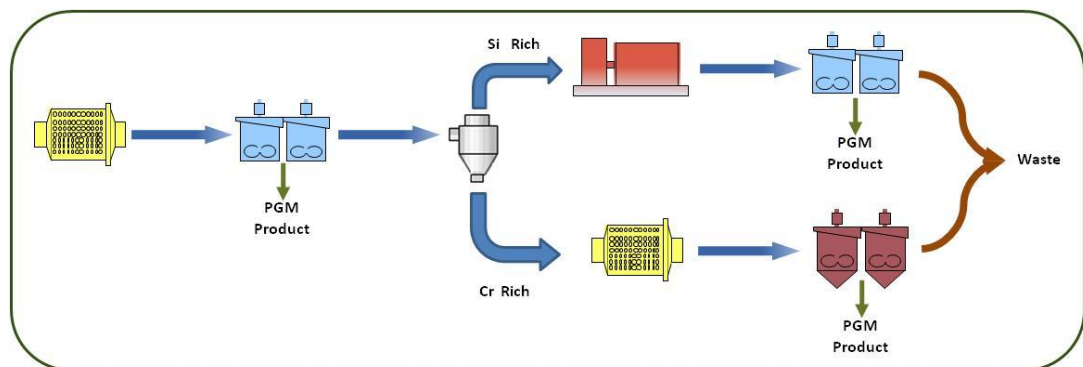 Si Rich
PGM
Product
PGM
Product
Waste
Cr Rich
PGM
Product